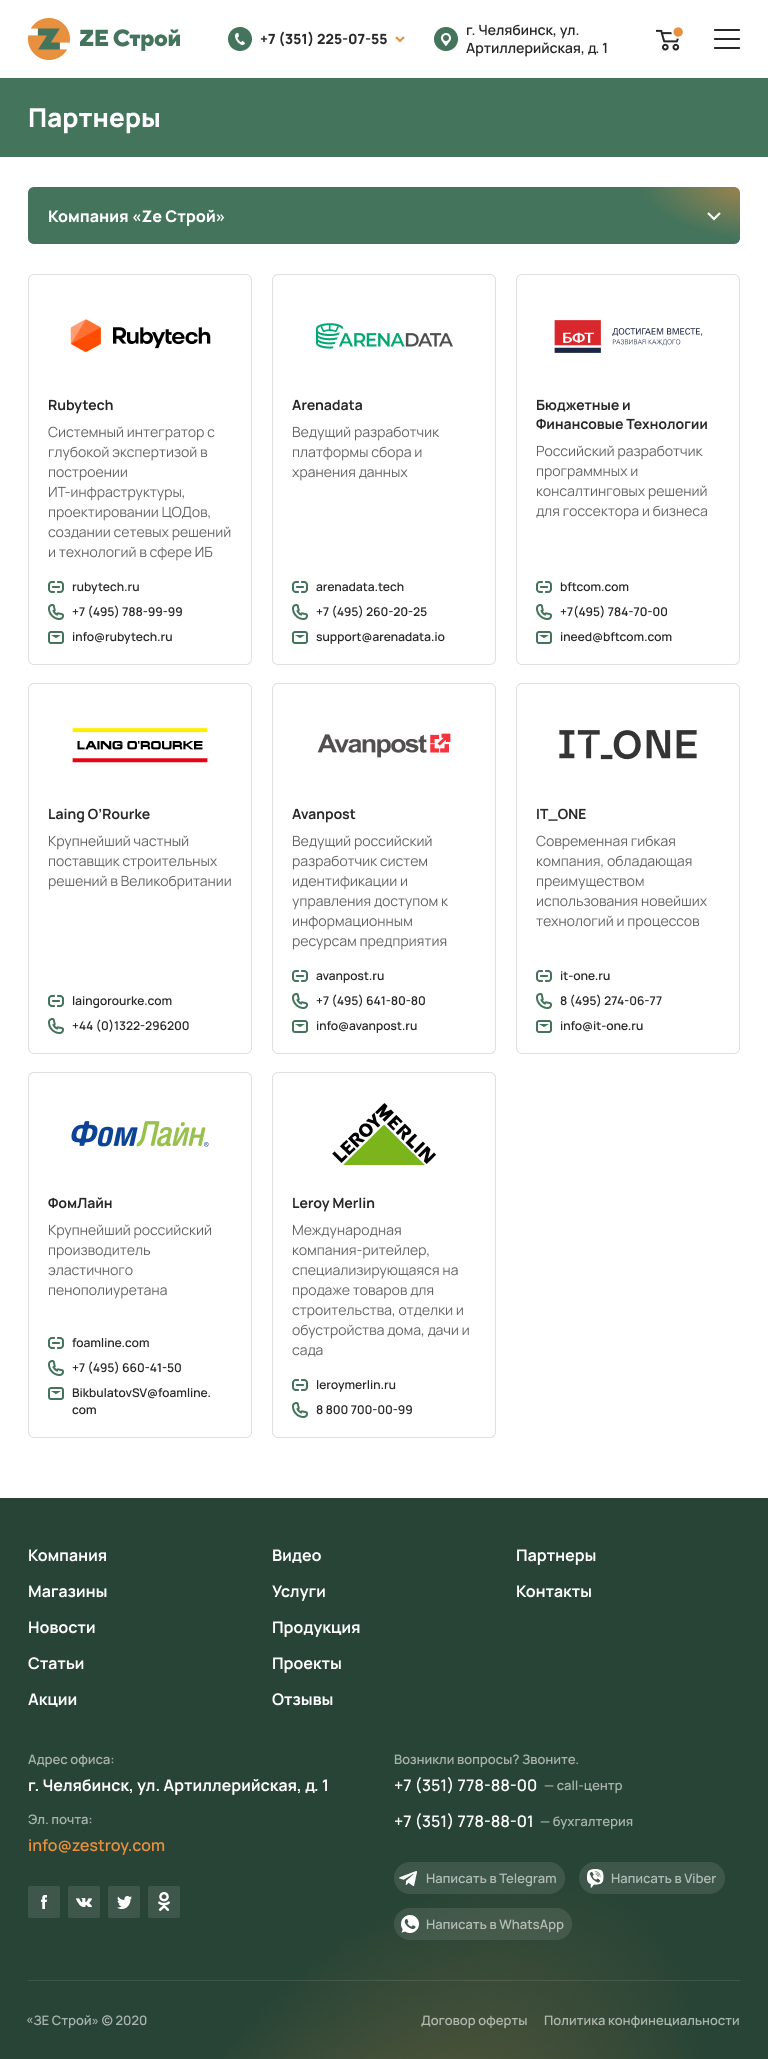 ZE Строй
+7 (351) 225-07-55
г. Челябинск, ул.
Артиллерийская, д. 1
Партнеры
Компания «Ze Строй»
Rubytech
Rubytech
Системный интегратор с
глубокой экспертизой в
построении
ИТ-инфраструктуры,
проектировании ЦОДов,
создании сетевых решений
и технологий в сфере ИБ
rubytech.ru
+7 (495) 788-99-99
info@rubytech.ru
ARENADATA
Arenadata
Ведущий разработчик
платформы сбора и
хранения данных
arenadata.tech
+7 (495) 260-20-25
support@arenadata.io
БФТ
ДОСТИГАЕМ ВМЕСТЕ,
РАЗВИВАЯ КАЖДОГО
Бюджетные и
Финансовые Технологии
Российский разработчик
программных и
консалтинговых решений
для госсектора и бизнеса
bftcom.com
+7(495) 784-70-00
ineed@bftcom.com
LAING O'ROURKE
Laing O'Rourke
Крупнейший частный
поставщик строительных
решений в Великобритании
laingorourke.com
+44 (0)1322-296200
Avanpost
Avanpost
Ведущий российский
разработчик систем
идентификации и
управления доступом к
информационным
ресурсам предприятия
avanpost.ru
+7 (495) 641-80-80
info@avanpost.ru
IT_ONE
IT_ONE
Современная гибкая
компания, обладающая
преимуществом
использования новейших
технологий и процессов
it-one.ru
8 (495) 274-06-77
info@it-one.ru
ФомЛайн®
ФомЛайн
Крупнейший российский
производитель
эластичного
пенополиуретана
foamline.com
+7 (495) 660-41-50
BikbulatovSV@foamline.
com
LEROY MERLIN
Leroy Merlin
Международная
компания-ритейлер,
специализирующаяся на
продаже товаров для
строительства, отделки и
обустройства дома, дачи и
сада
leroymerlin.ru
8 800 700-00-99
Компания
Магазины
Новости
Статьи
Акции
Видео
Услуги
Продукция
Проекты
Отзывы
Партнеры
Контакты
Адрес офиса:
г. Челябинск, ул. Артиллерийская, д. 1
Эл. почта:
info@zestroy.com
Возникли вопросы? Звоните.
+7 (351) 778-88-00 — call-центр
+7 (351) 778-88-01 — бухгалтерия
Написать в Telegram
Написать в Viber
Написать в WhatsApp
«ЗЕ Строй» © 2020
Договор оферты
Политика конфинециальности